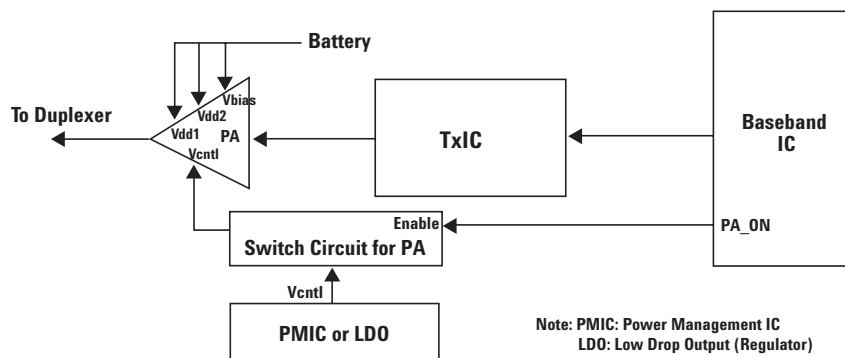 Battery
To Duplexer
Vbias
Vdd2
Vdd1
PA
Vcntl
TxIC
Baseband
IC
Enable
PA_ON
Switch Circuit for PA
Vcntl
PMIC or LDO
Note: PMIC: Power Management IC
LDO: Low Drop Output (Regulator)